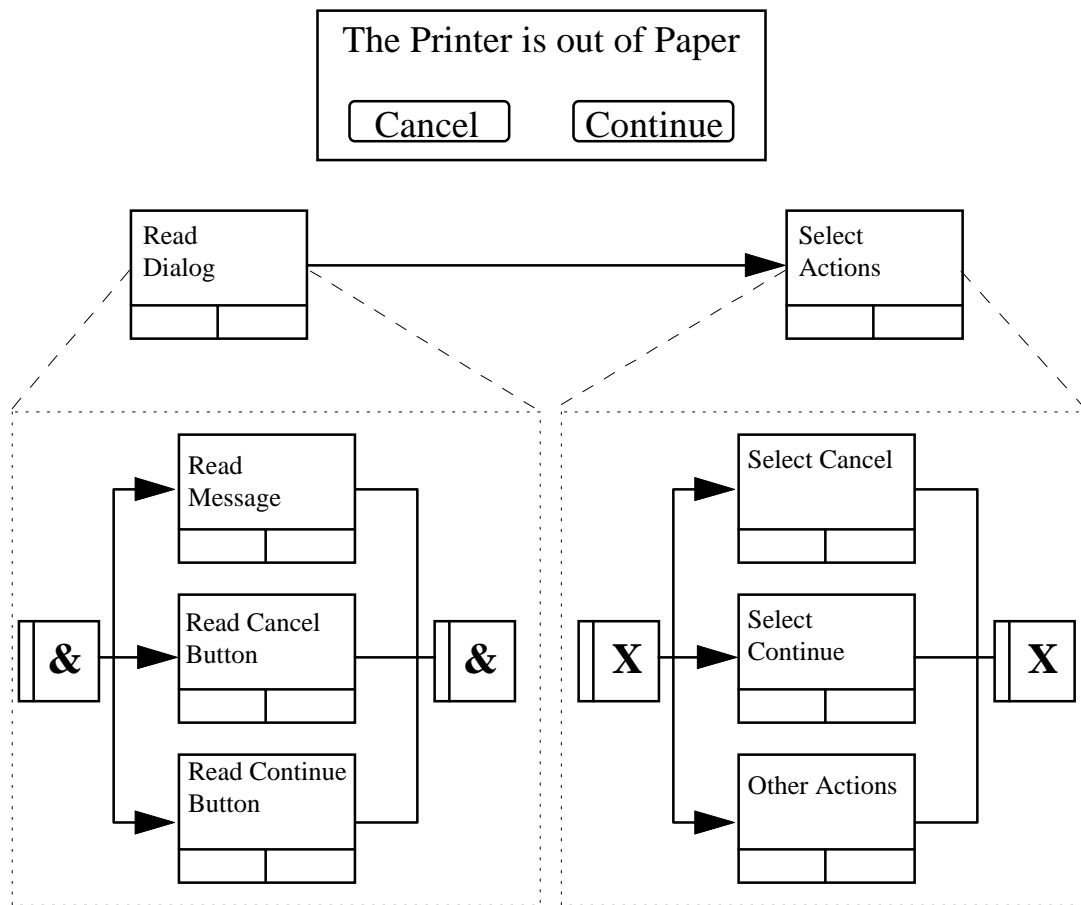 The Printer is out of Paper
Cancel
Continue
Read
Dialog
Select
Actions
Read
Message
Read Cancel
Button
Read Continue
Button
&
&
Select Cancel
Select
Continue
Other Actions
X
X